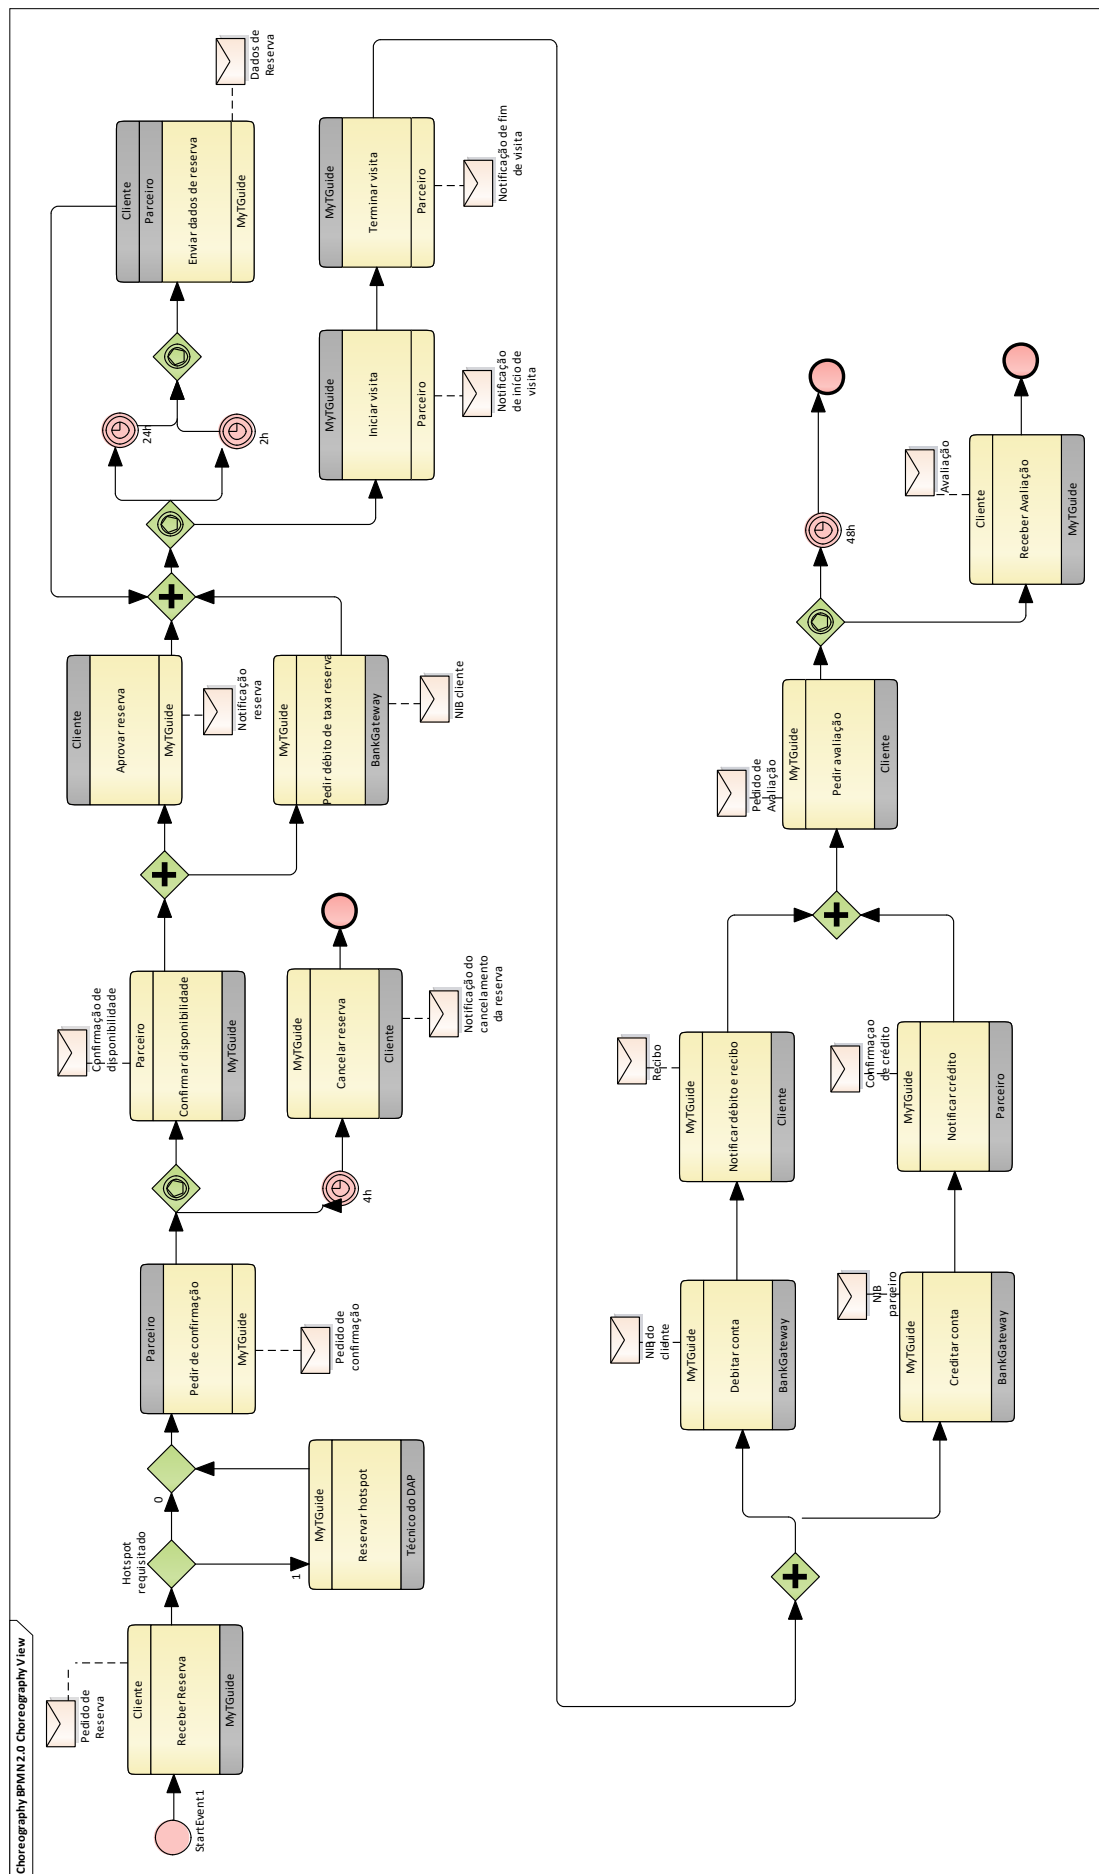 Choreography BPMN 2.0 Choreography View
StartEvent1
Pedido de
Reserva
Cliente
Receber Reserva
MyTGuide
Hotspot
requisitado
0
1
MyTGuide
Reservar hotspot
Técnico do DAP
Parceiro
Pedir de confirmação
MyTGuide
Pedido de
confirmação
4h
Confirmação de
disponibilidade
Parceiro
Confirmar disponibilidade
MyTGuide
MyTGuide
Cancelar reserva
Cliente
Notificação do
cancelamento
da reserva
Cliente
Aprovar reserva
MyTGuide
Notificação
reserva
MyTGuide
Pedir débito de taxa reserva
BankGateway
NIB cliente
24h
2h
Cliente
Parceiro
Enviar dados de reserva
MyTGuide
Dados de
Reserva
MyTGuide
Iniciar visita
Parceiro
Notificação
de início de
visita
MyTGuide
Terminar visita
Parceiro
Notificação de fim
de visita
NIB do
cliente
MyTGuide
Debitar conta
BankGateway
NIB
parceiro
MyTGuide
Creditar conta
BankGateway
Recibo
MyTGuide
Notificar débito e recibo
Cliente
Confirmaçao
de crédito
MyTGuide
Notificar crédito
Parceiro
Pedido de
Avaliação
MyTGuide
Pedir avaliação
Cliente
48h
Avaliação
Cliente
Receber Avaliação
MyTGuide